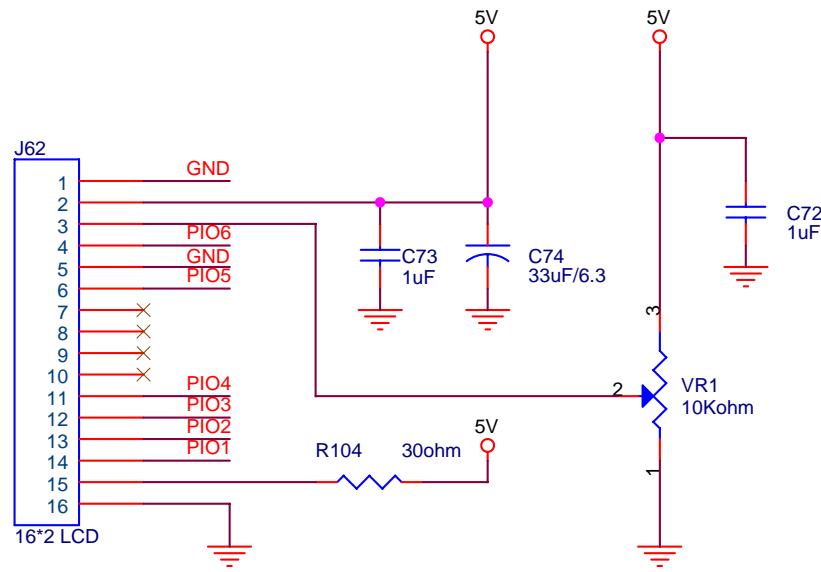 5V
5V
J62
1
GND
2
3
4
PIO6
5
GND
6
PIO5
7
8
9
10
11
PIO4
12
PIO3
13
PIO2
14
PIO1
15
16
16*2 LCD
C73
1uF
C74
33uF/6.3
C72
1uF
3
2
VR1
10Kohm
1
R104
30ohm
5V